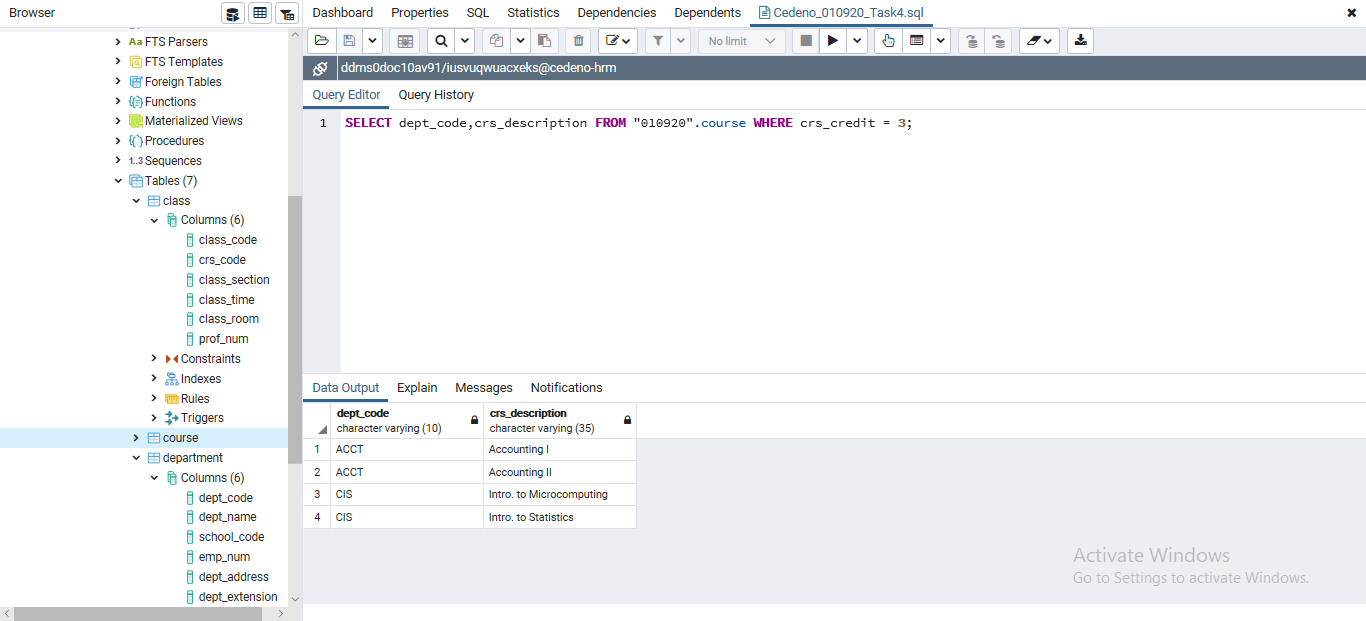 Browser
Dashboard Properties SQL Statistics Dependencies Dependents Cedeno_010920_Task4.sql
No limit
ddms0doc10av91/iusvuqwuacxeks@cedeno-hrm
Query Editor Query History
1 SELECT dept_code,crs_description FROM "010920".course WHERE crs_credit = 3;
Aa FTS Parsers
FTS Templates
Foreign Tables
Functions
Materialized Views
Procedures
1..3 Sequences
Tables (7)
class
Columns (6)
class_code
crs_code
class_section
class_time
class_room
prof_num
Constraints
Indexes
Rules
Triggers
course
department
Columns (6)
dept_code
dept_name
school_code
emp_num
dept_address
dept_extension
Data Output Explain Messages Notifications
dept_code crs_description
character varying (10) character varying (35)
1 ACCT Accounting I
2 ACCT Accounting II
3 CIS Intro. to Microcomputing
4 CIS Intro. to Statistics
Activate Windows
Go to Settings to activate Windows.